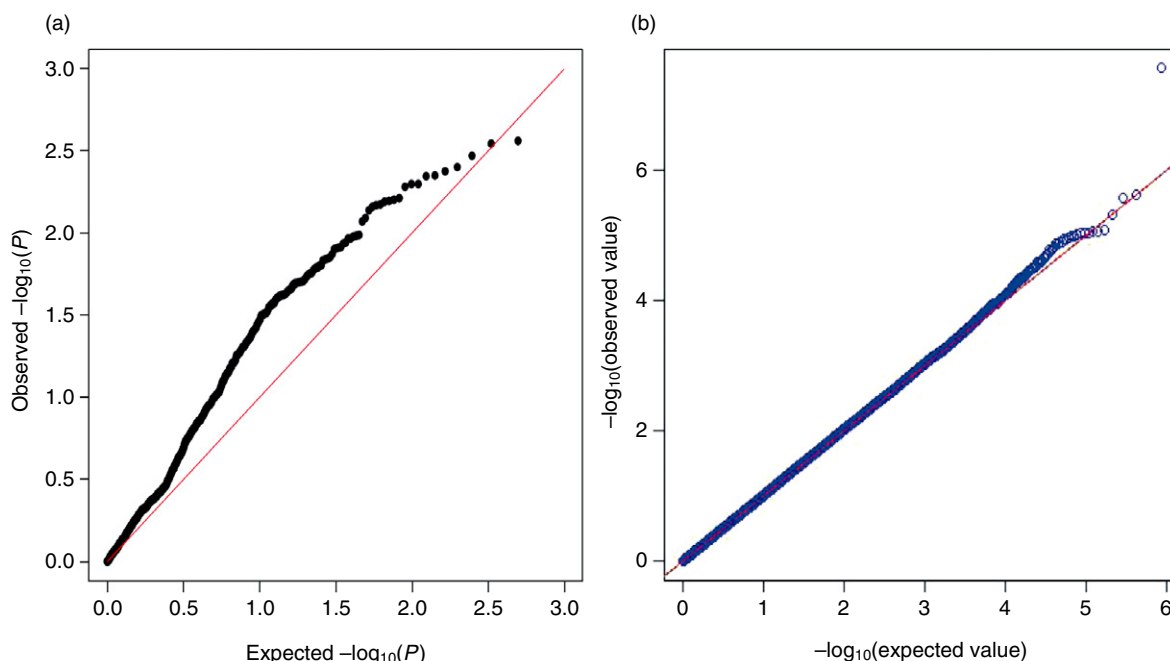 (a)
3.0
2.5
2.0
1.5
1.0
0.5
0.0
Observed –log10(P)
0.0 0.5 1.0 1.5 2.0 2.5 3.0
Expected –log10(P)
(b)
6
4
2
0
–log10(observed value)
0 1 2 3 4 5 6
–log10(expected value)